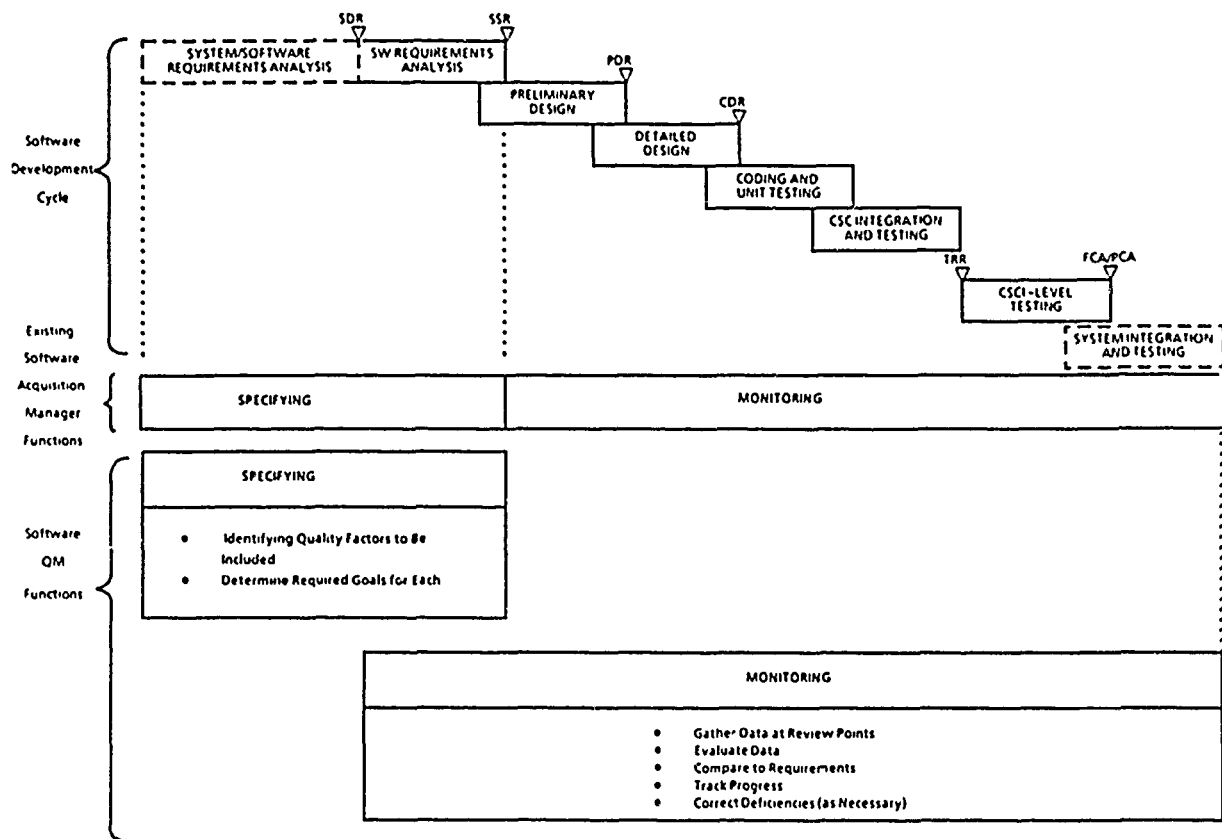 SDR
SSR
SYSTEM/SOFTWARE
REQUIREMENTS ANALYSIS
SW REQUIREMENTS
ANALYSIS
PDR
PRELIMINARY
DESIGN
CDR
DETAILED
DESIGN
CODING AND
UNIT TESTING
CSC INTEGRATION
AND TESTING
TRR
FCA/PCA
CSCI-LEVEL
TESTING
SYSTEM INTEGRATION
AND TESTING
Software
Development
Cycle
Existing
Software
Acquisition
Manager
Functions
SPECIFYING
MONITORING
Software
QM
Functions
SPECIFYING
• Identifying Quality Factors to Be
Included
• Determine Required Goals for Each
MONITORING
• Gather Data at Review Points
• Evaluate Data
• Compare to Requirements
• Track Progress
• Correct Deficiencies (as Necessary)